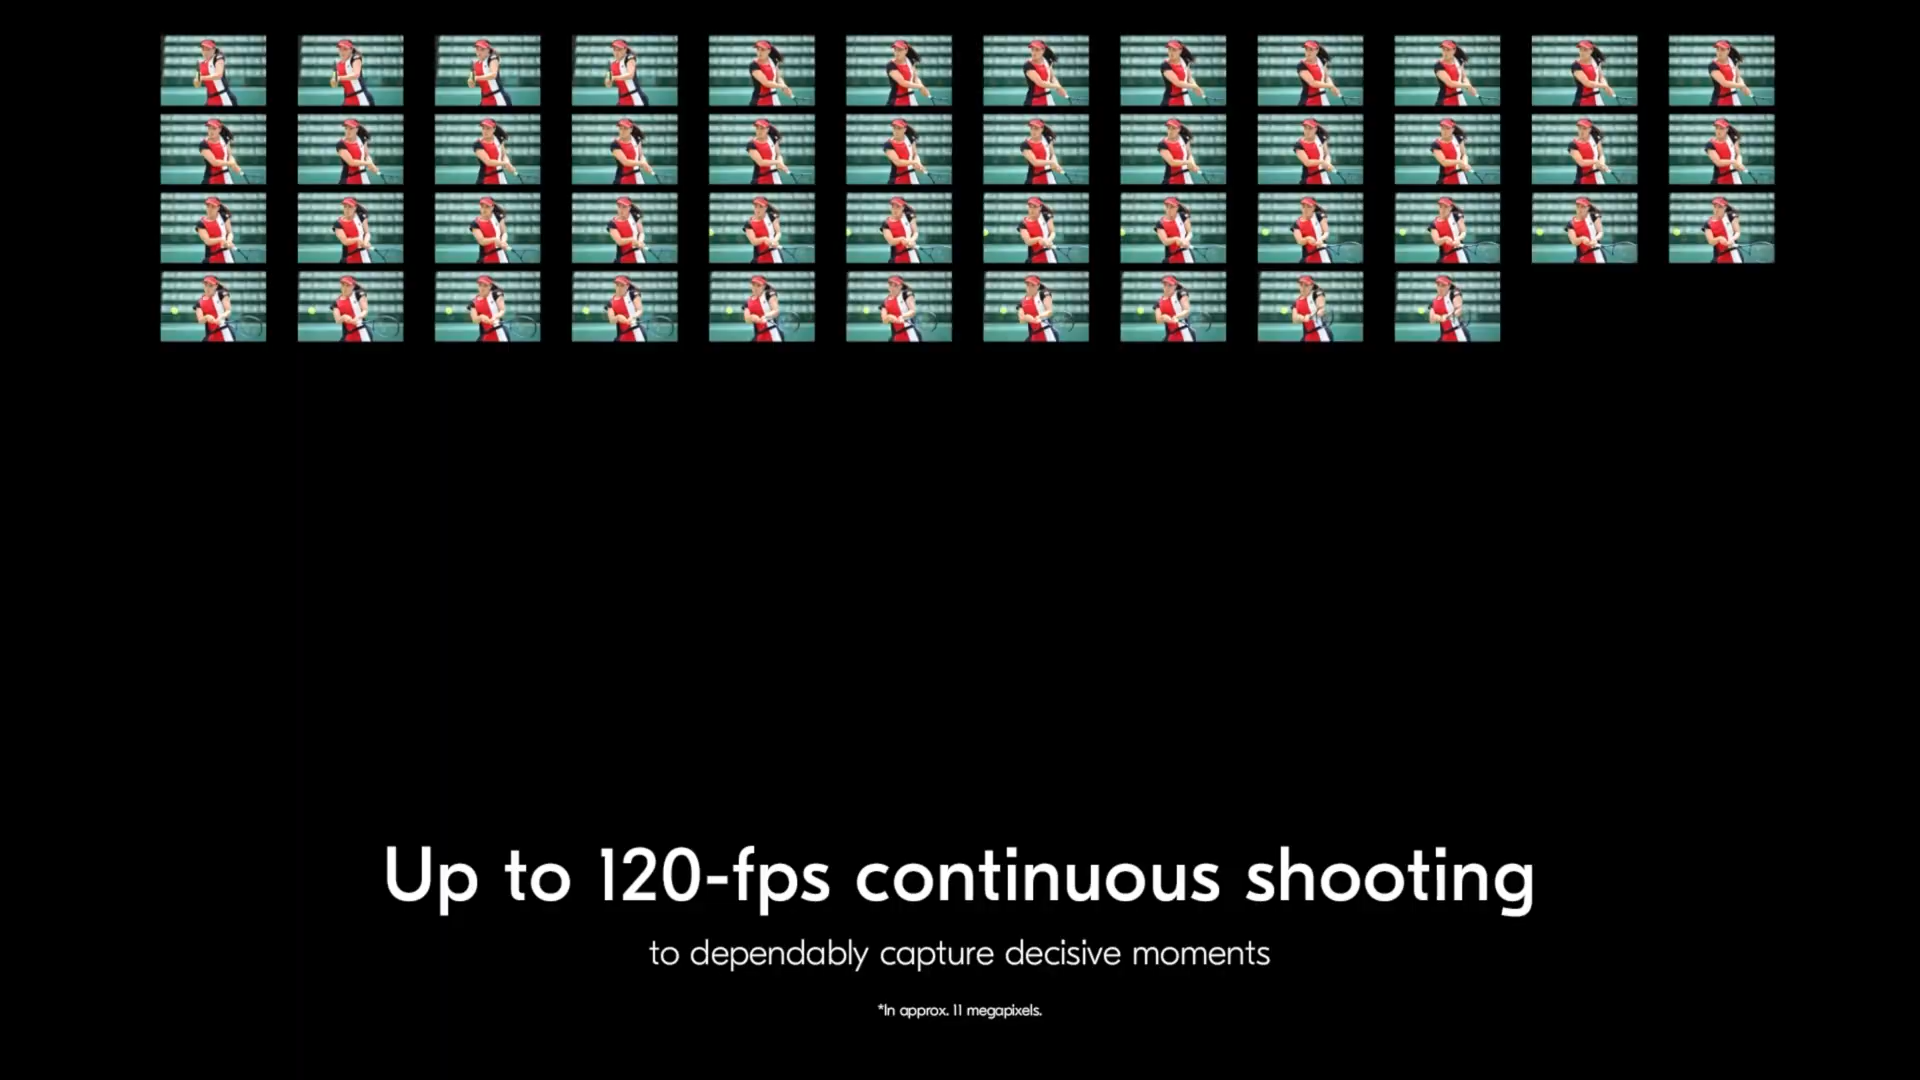 Up to 120-fps continuous shooting
to dependably capture decisive moments
*In approx. 11 megapixels.